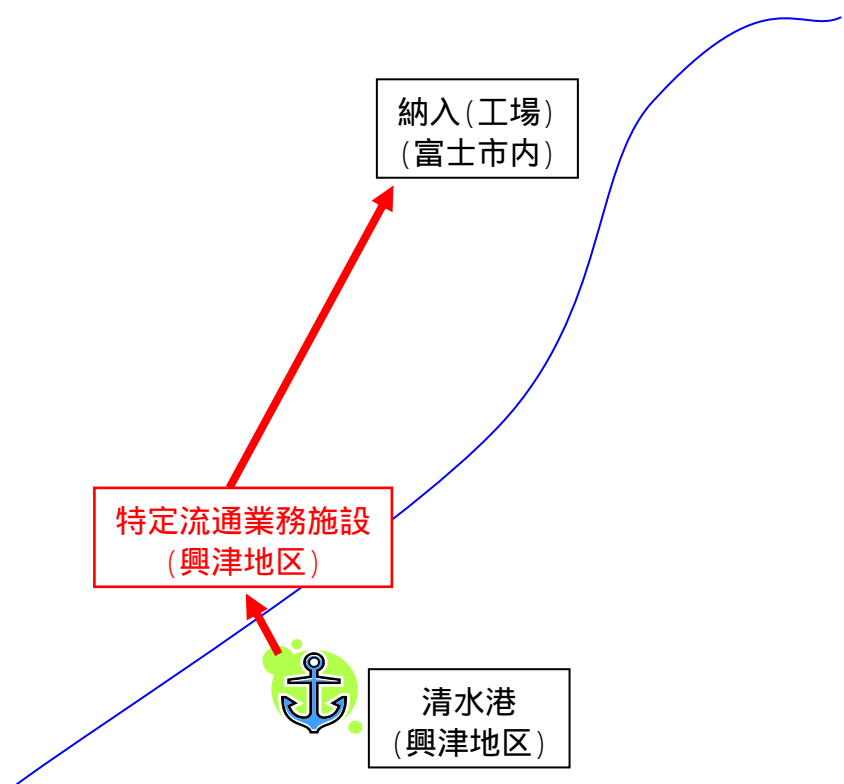 納入(工場)
(富士市内)
特定流通業務施設
(興津地区)
清水港
(興津地区)